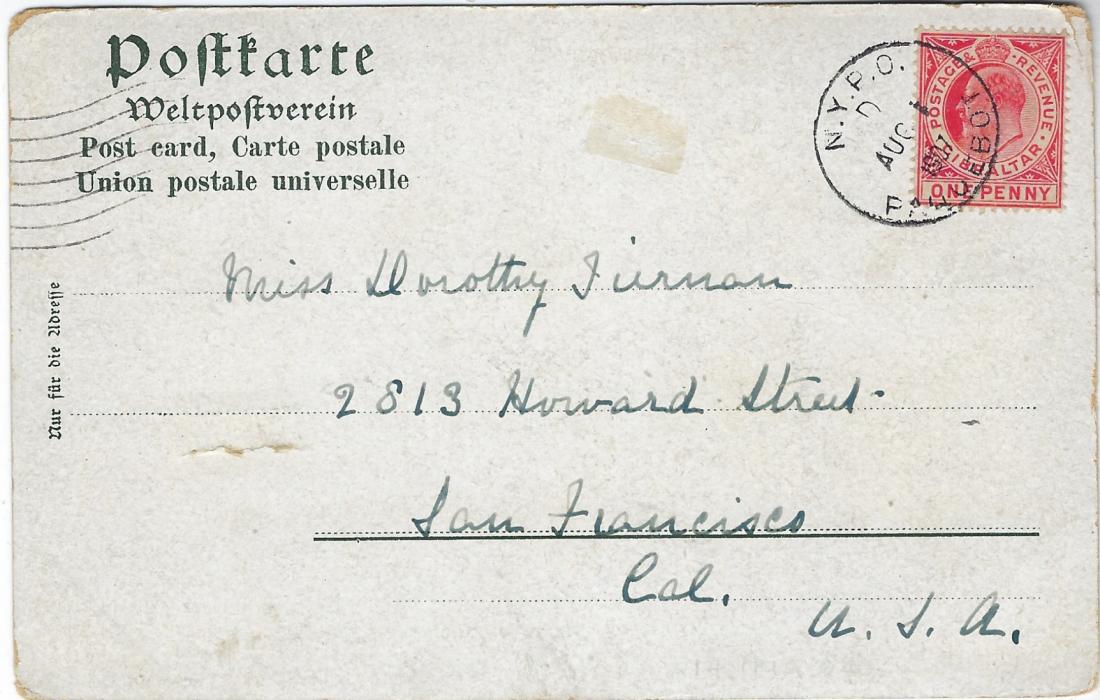 Postkarte
Weltpostverein
Post card, Carte postale
Union postale universelle
N.Y.P.O.
D
AUG
PAQUEBOT
POSTAGE & REVENUE
GIBRALTAR
ONE PENNY
Nur für die Adresse
Miss Dorothy Tiernan
2813 Howard Street
San Francisco
Cal.
U. S. A.